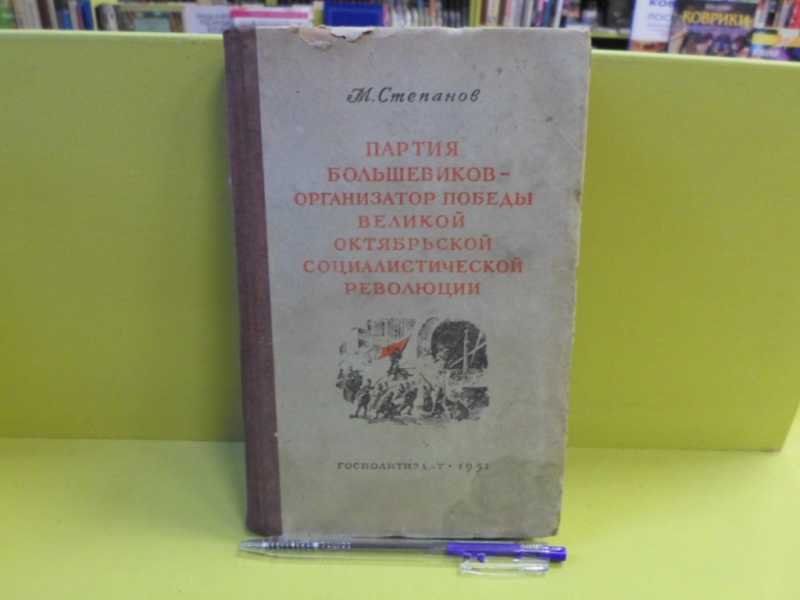 КОВРИКИ
М. Степанов
ПАРТИЯ
БОЛЬШЕВИКОВ–
ОРГАНИЗАТОР ПОБЕДЫ
ВЕЛИКОЙ
ОКТЯБРЬСКОЙ
СОЦИАЛИСТИЧЕСКОЙ
РЕВОЛЮЦИИ
ГОСПОЛИТИЗДАТ · 1951